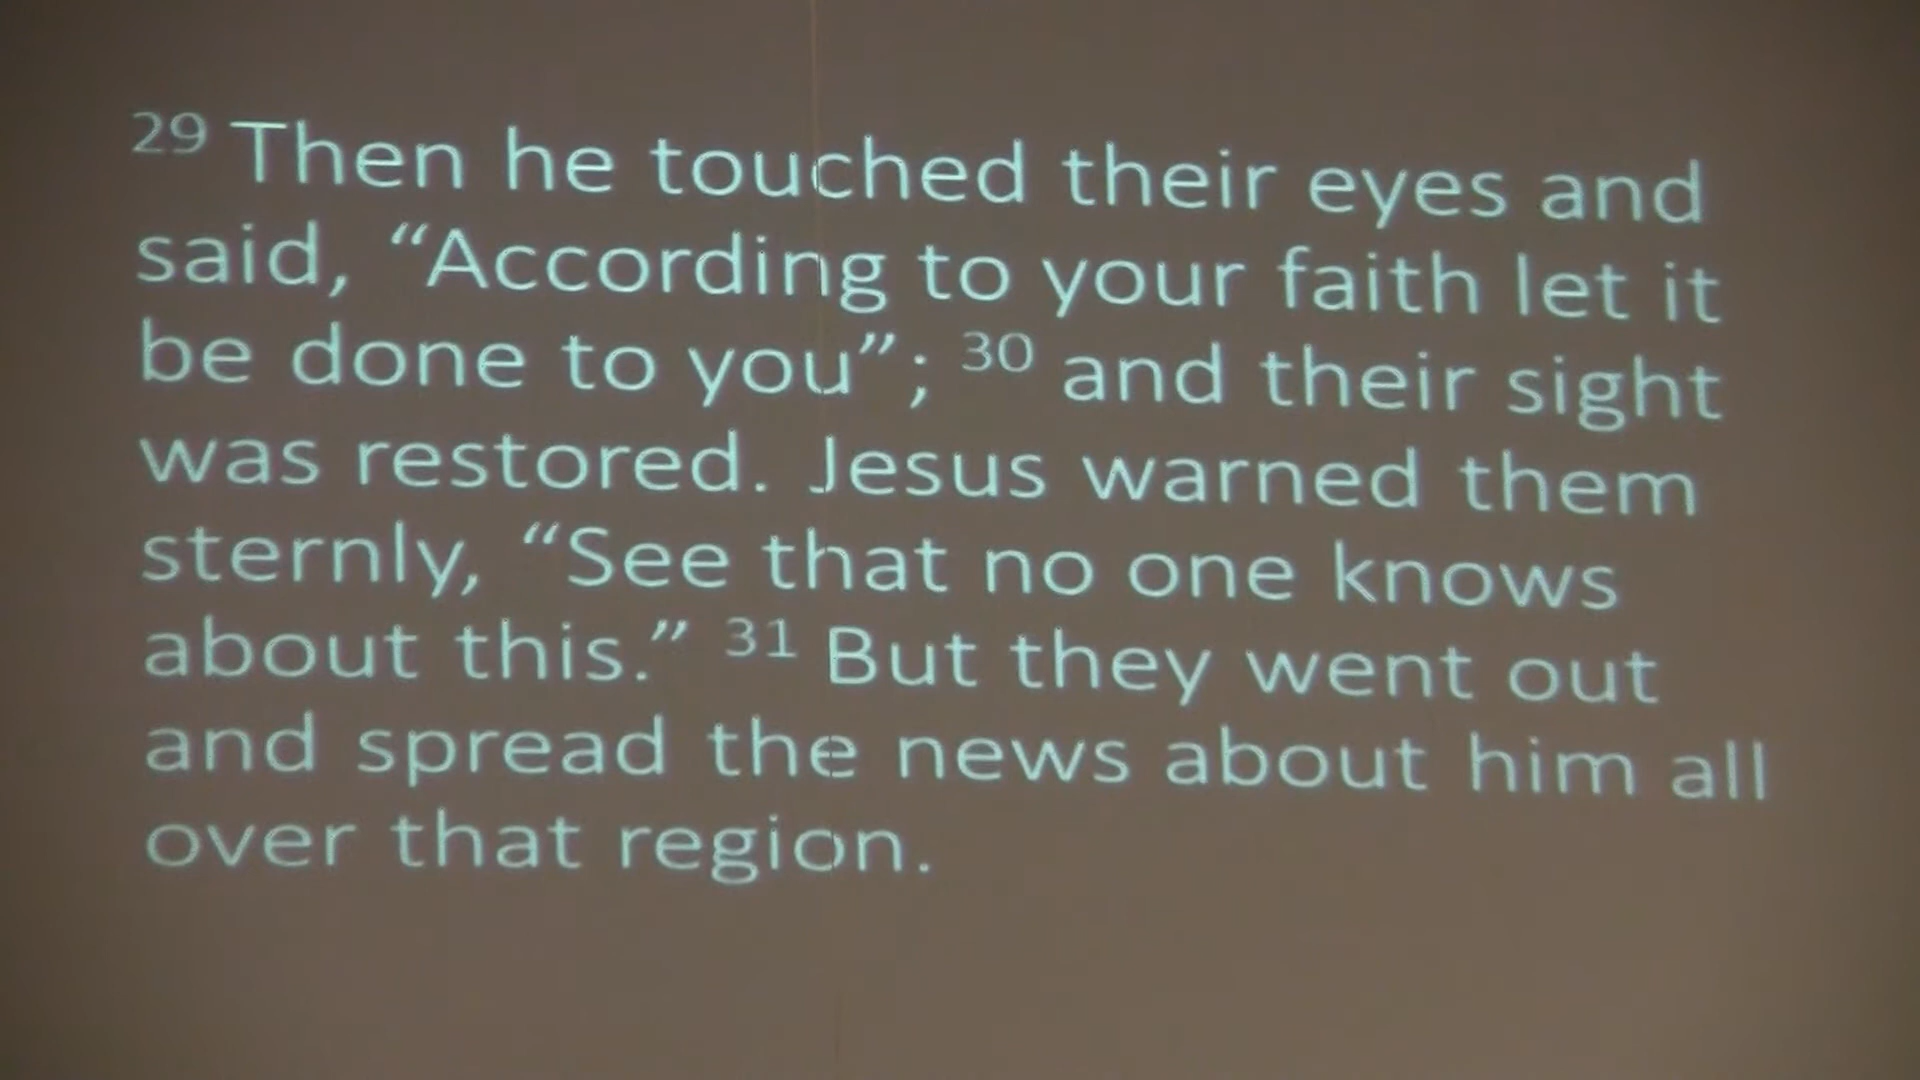 29 Then he touched their eyes and
said, “According to your faith let it
be done to you”; 30 and their sight
was restored. Jesus warned them
sternly, “See that no one knows
about this.” 31 But they went out
and spread the news about him all
over that region.